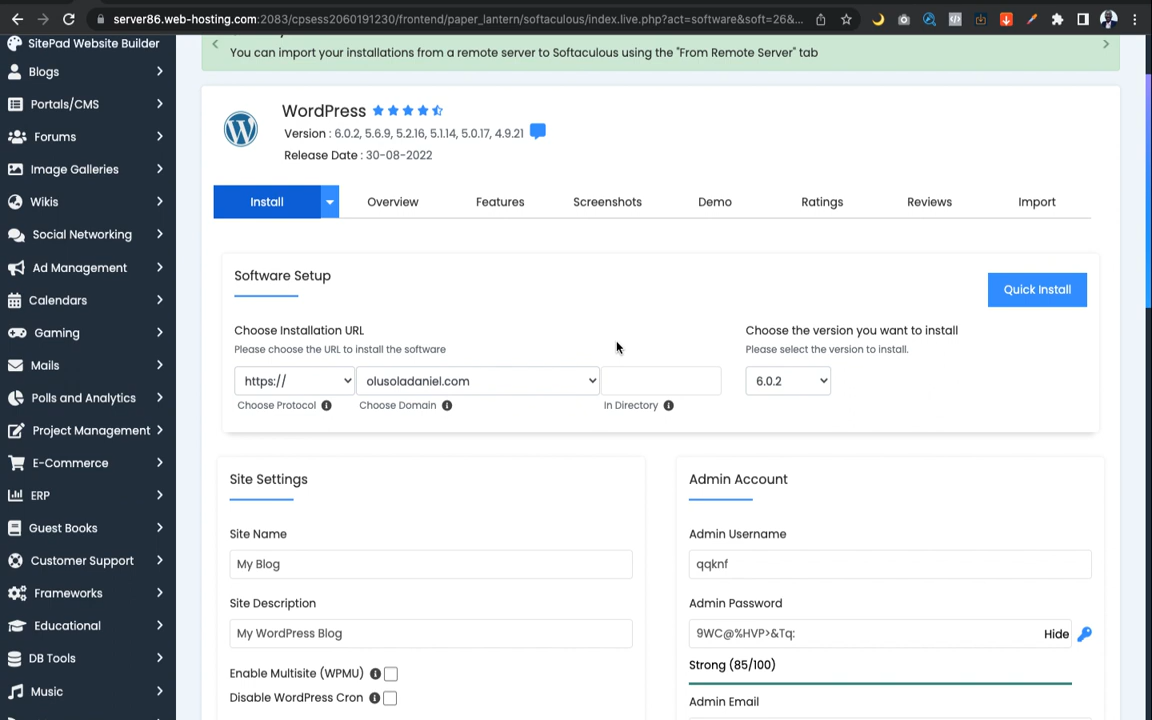 server86.web-hosting.com:2083/cpsess2060191230/frontend/paper_lantern/softaculous/index.live.php?act=software&soft=26&...
SitePad Website Builder
Blogs
Portals/CMS
Forums
Image Galleries
Wikis
Social Networking
Ad Management
Calendars
Gaming
Mails
Polls and Analytics
Project Management
E-Commerce
ERP
Guest Books
Customer Support
Frameworks
Educational
DB Tools
Music
You can import your installations from a remote server to Softaculous using the "From Remote Server" tab
WordPress
Version : 6.0.2, 5.6.9, 5.2.16, 5.1.14, 5.0.17, 4.9.21
Release Date : 30-08-2022
Install Overview Features Screenshots Demo Ratings Reviews Import
Software Setup
Quick Install
Choose Installation URL
Please choose the URL to install the software
https:// olusoladaniel.com
Choose Protocol Choose Domain In Directory
Choose the version you want to install
Please select the version to install.
6.0.2
Site Settings
Site Name
My Blog
Site Description
My WordPress Blog
Enable Multisite (WPMU)
Disable WordPress Cron
Admin Account
Admin Username
qqknf
Admin Password
9WC@%HVP>&Tq:
Hide
Strong (85/100)
Admin Email